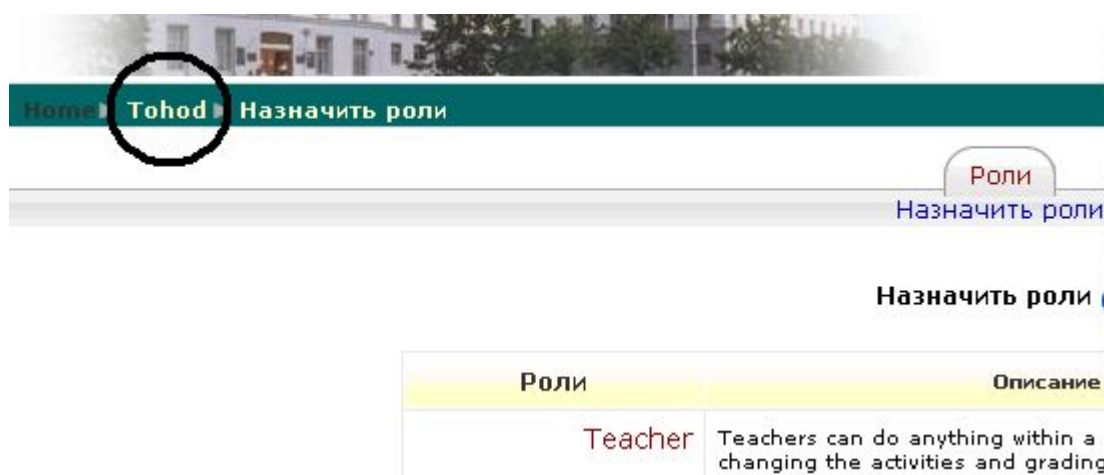 Home Tohod Назначить роли
Роли
Назначить роли
Назначить роли
Роли Описание
Teacher Teachers can do anything within a
changing the activities and grading